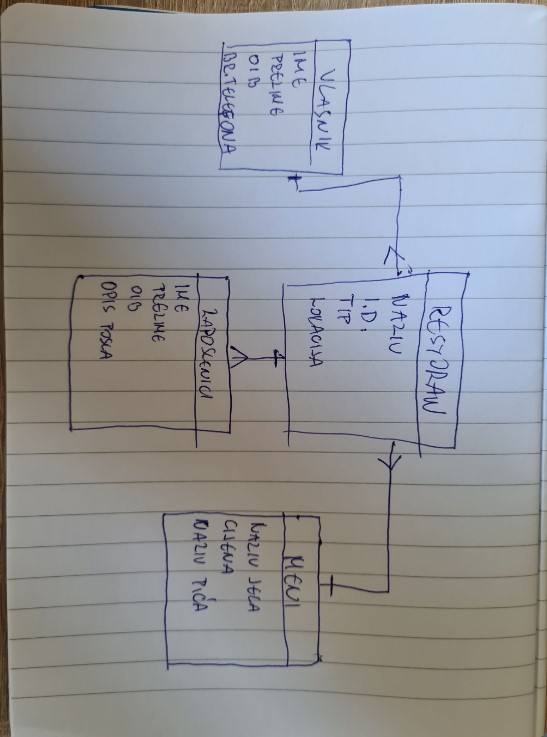 VLASNIK
IME
PREZIME
OIB
BR.TELEFONA
RESTORAN
NAZIV
I.D.
TIP
LOKACIJA
ZAPOSLENICI
IME
PREZIME
OIB
OPIS POSLA
MENI
NAZIV JELA
CIJENA
NAZIV PIĆA